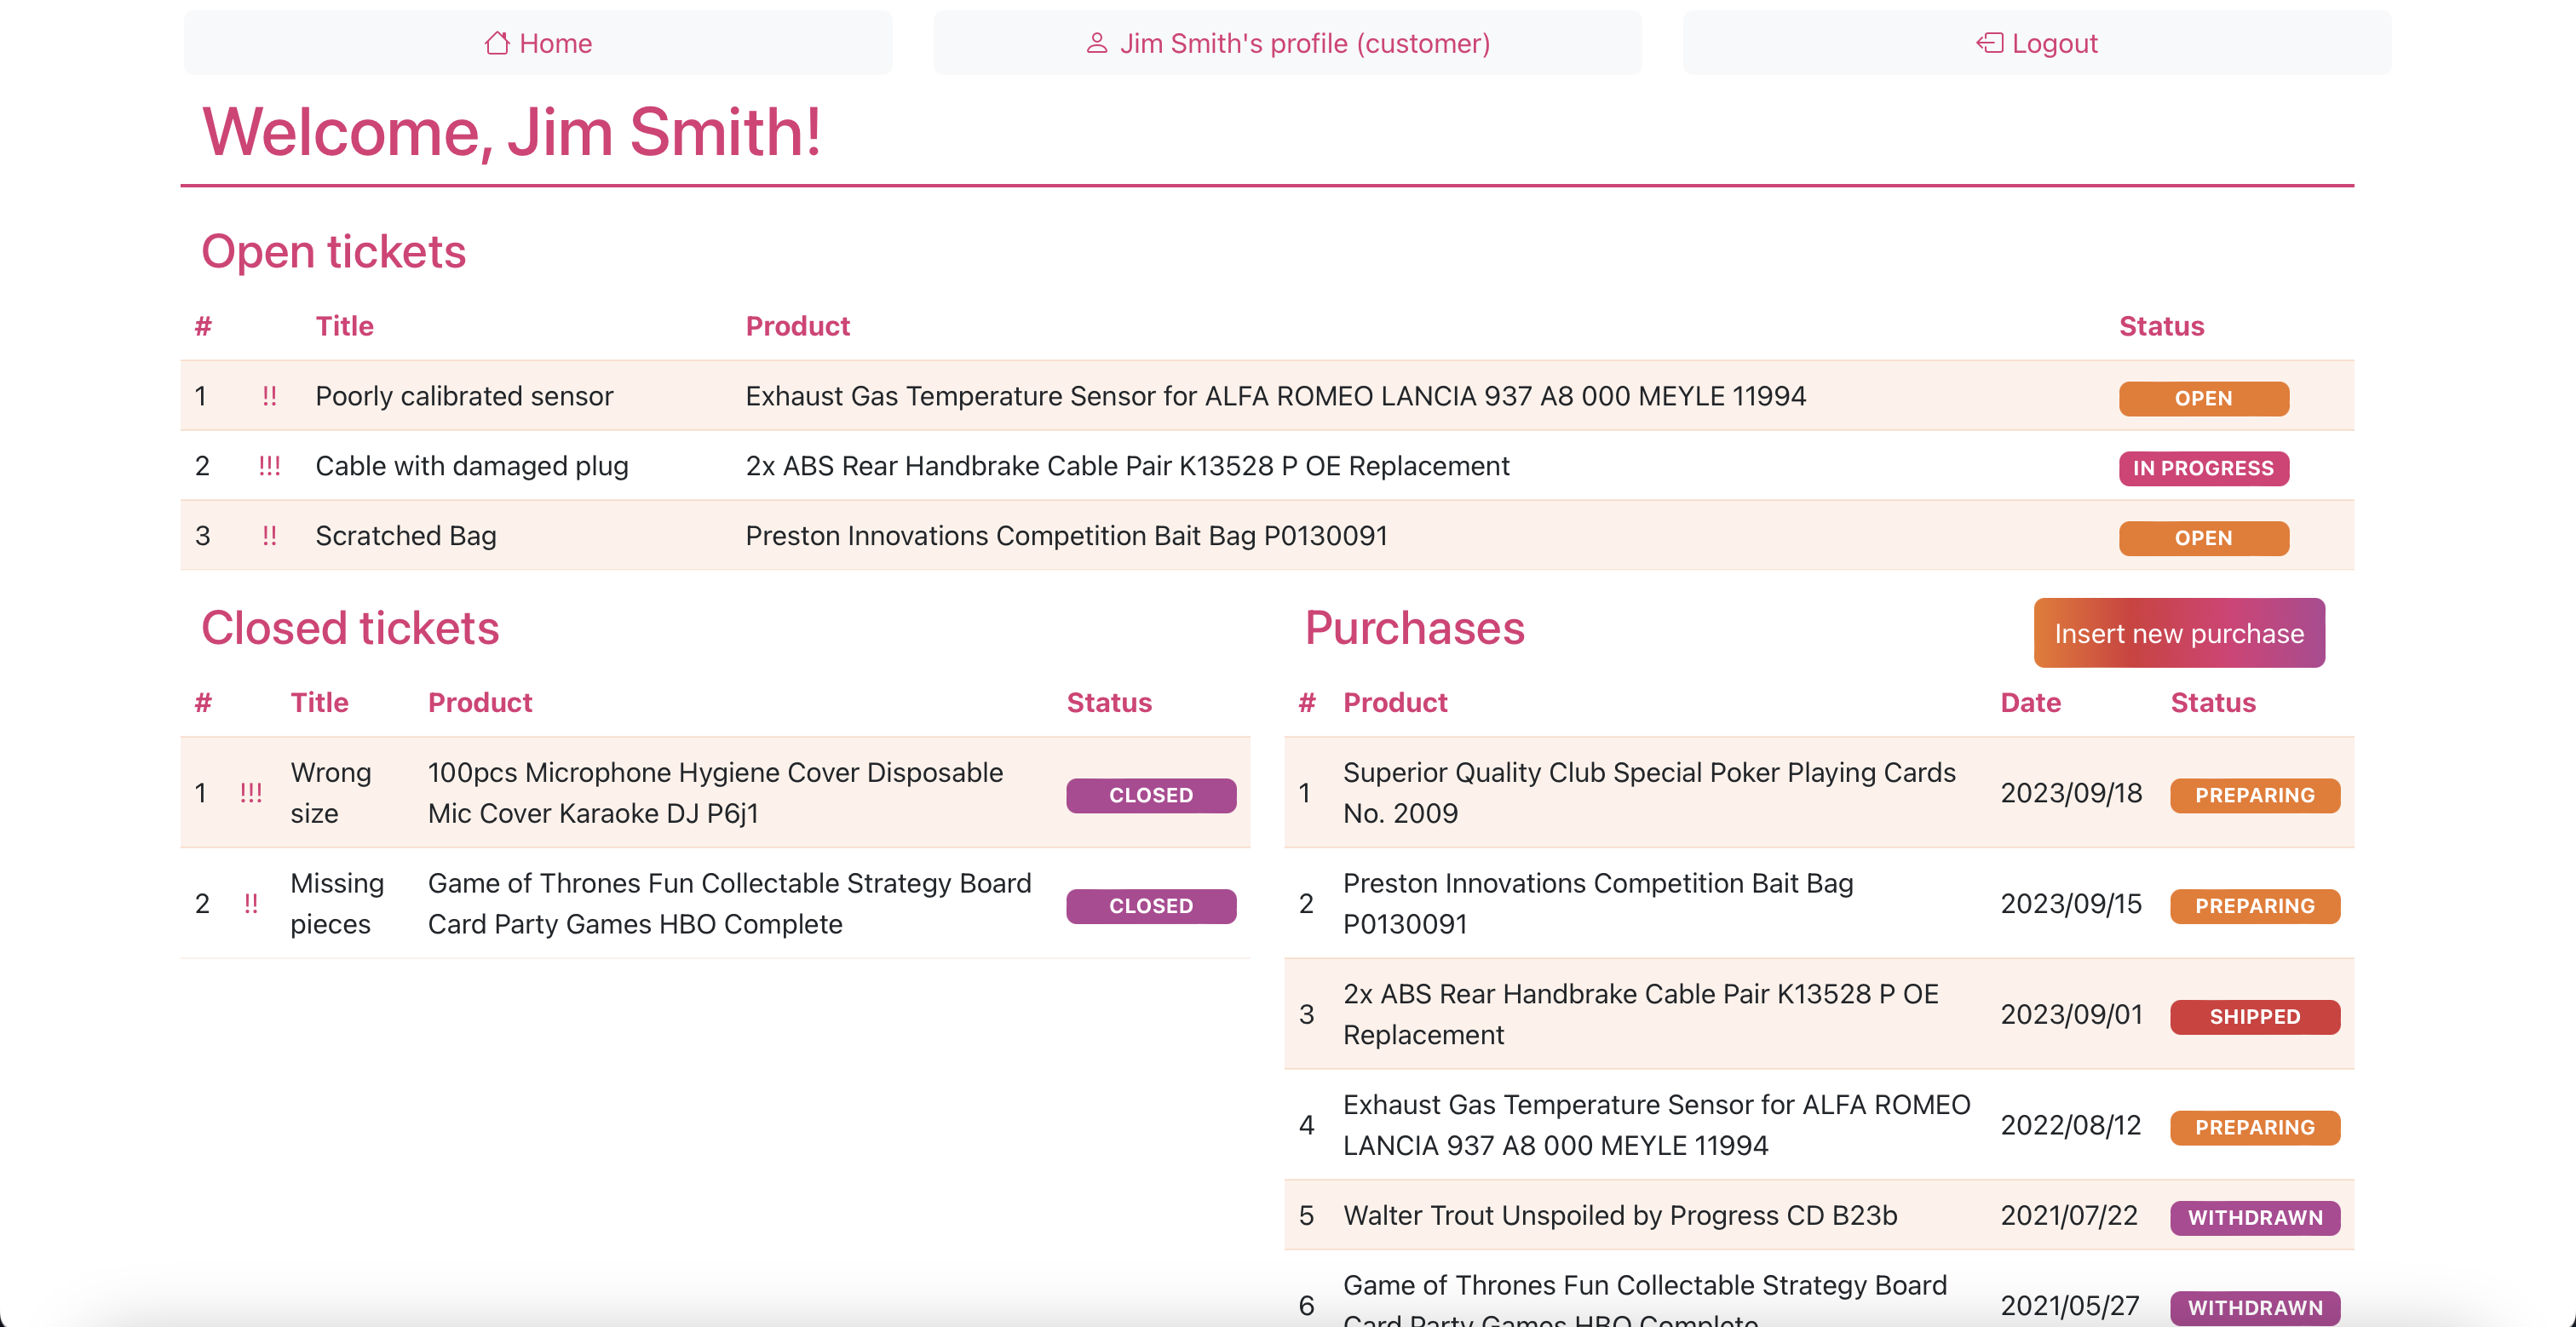 Home
Jim Smith's profile (customer)
Logout
Welcome, Jim Smith!
Open tickets
# Title Product Status
1 !! Poorly calibrated sensor Exhaust Gas Temperature Sensor for ALFA ROMEO LANCIA 937 A8 000 MEYLE 11994 OPEN
2 !!! Cable with damaged plug 2x ABS Rear Handbrake Cable Pair K13528 P OE Replacement IN PROGRESS
3 !! Scratched Bag Preston Innovations Competition Bait Bag P0130091 OPEN
Closed tickets
# Title Product Status
1 !!! Wrong size 100pcs Microphone Hygiene Cover Disposable
Mic Cover Karaoke DJ P6j1 CLOSED
2 !! Missing pieces Game of Thrones Fun Collectable Strategy Board
Card Party Games HBO Complete CLOSED
Purchases
Insert new purchase
# Product Date Status
1 Superior Quality Club Special Poker Playing Cards
No. 2009 2023/09/18 PREPARING
2 Preston Innovations Competition Bait Bag
P0130091 2023/09/15 PREPARING
3 2x ABS Rear Handbrake Cable Pair K13528 P OE
Replacement 2023/09/01 SHIPPED
4 Exhaust Gas Temperature Sensor for ALFA ROMEO
LANCIA 937 A8 000 MEYLE 11994 2022/08/12 PREPARING
5 Walter Trout Unspoiled by Progress CD B23b 2021/07/22 WITHDRAWN
6 Game of Thrones Fun Collectable Strategy Board
Card Party Games HBO Complete 2021/05/27 WITHDRAWN